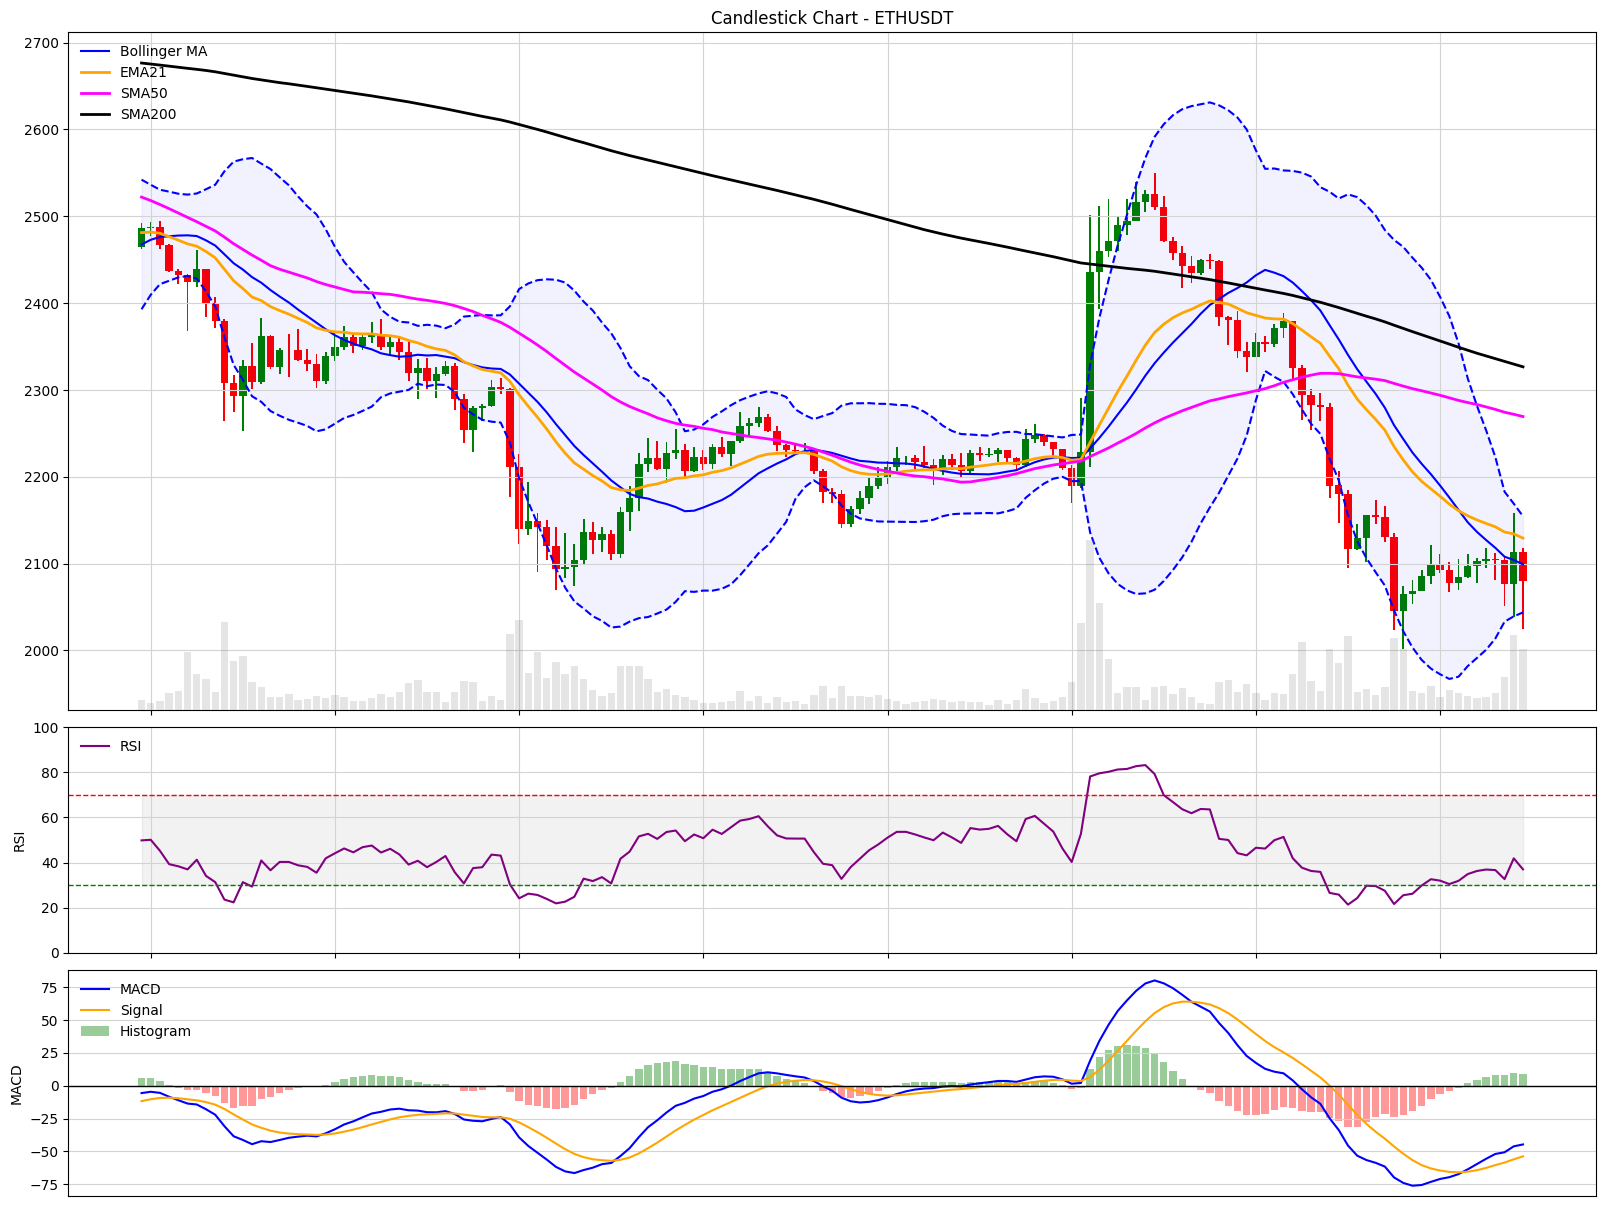 Candlestick Chart - ETHUSDT
Bollinger MA
EMA21
SMA50
SMA200
2700
2600
2500
2400
2300
2200
2100
2000
RSI
RSI
100
80
60
40
20
0
MACD
Signal
Histogram
MACD
75
50
25
0
−25
−50
−75